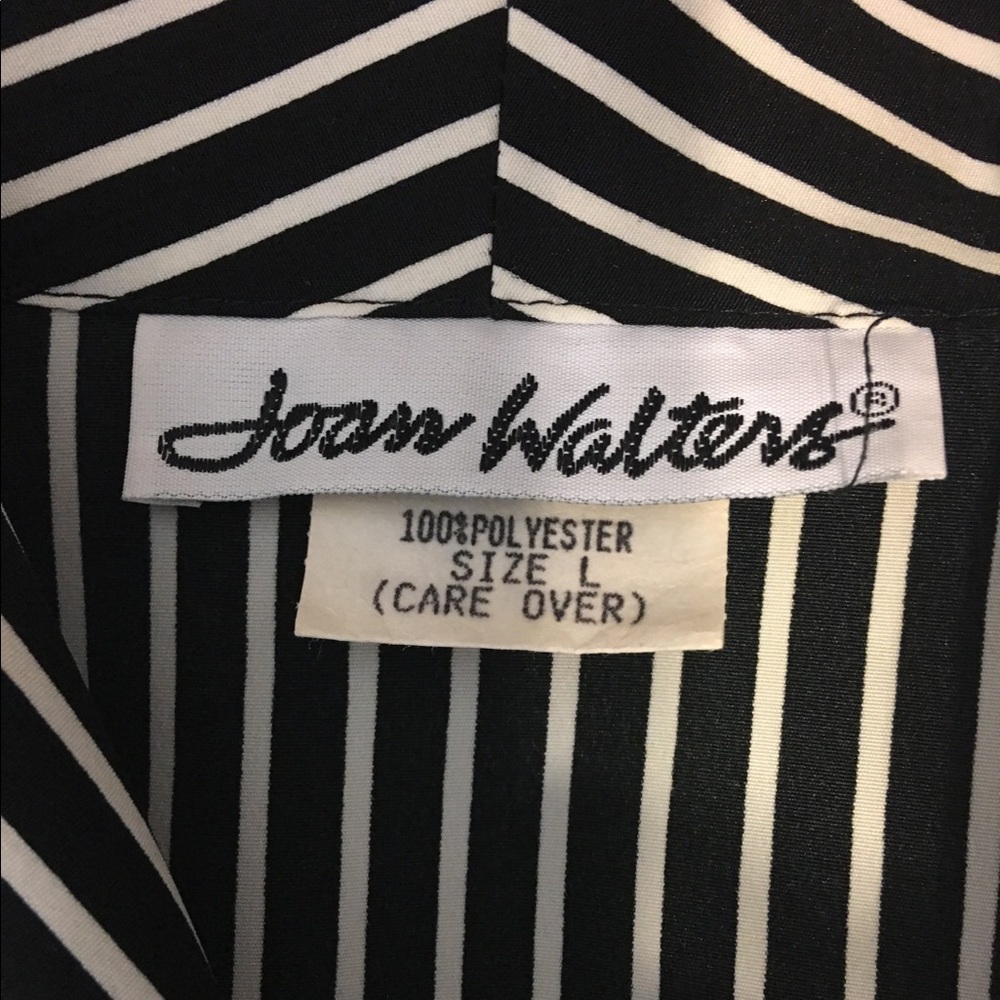 Joan Walters®
100%POLYESTER
SIZE L
(CARE OVER)